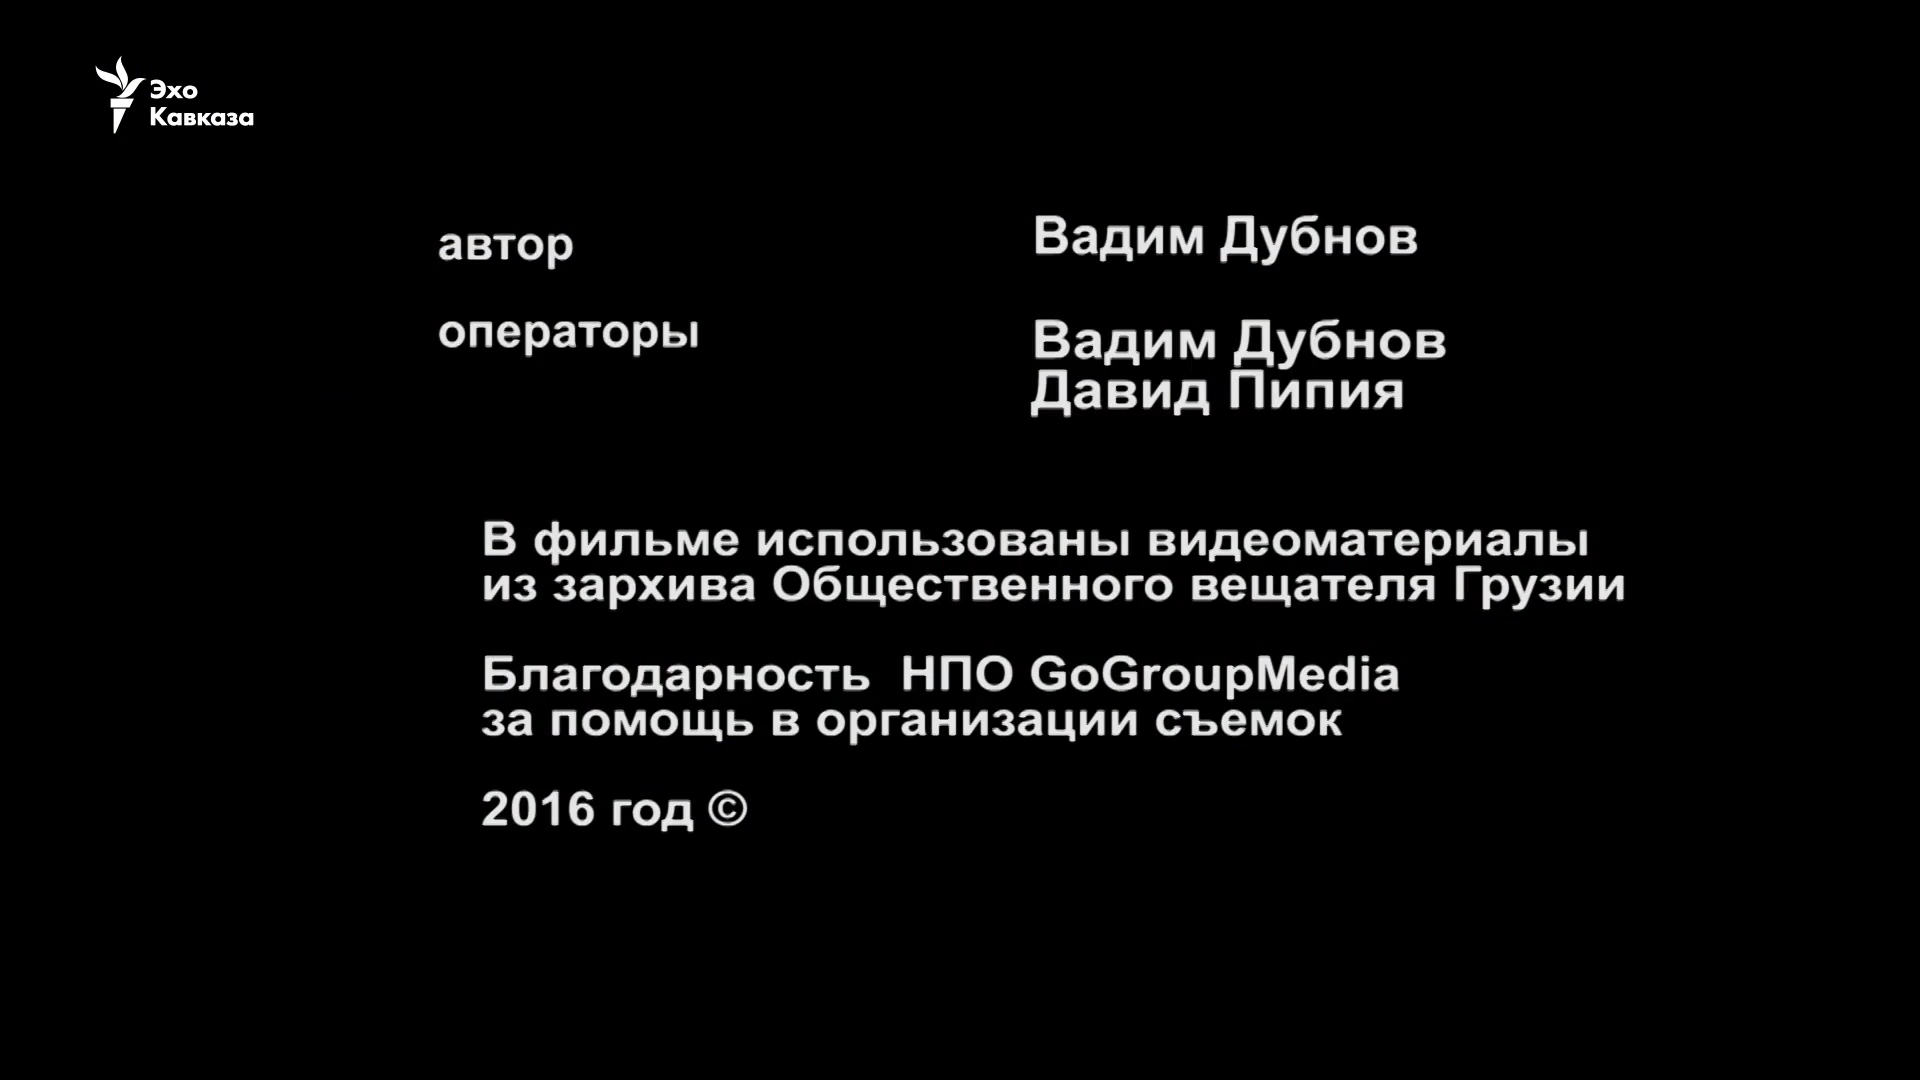 Эхо
Кавказа
автор
Вадим Дубнов
операторы
Вадим Дубнов
Давид Пипия
В фильме использованы видеоматериалы
из зархива Общественного вещателя Грузии
Благодарность  НПО GoGroupMedia
за помощь в организации съемок
2016 год ©